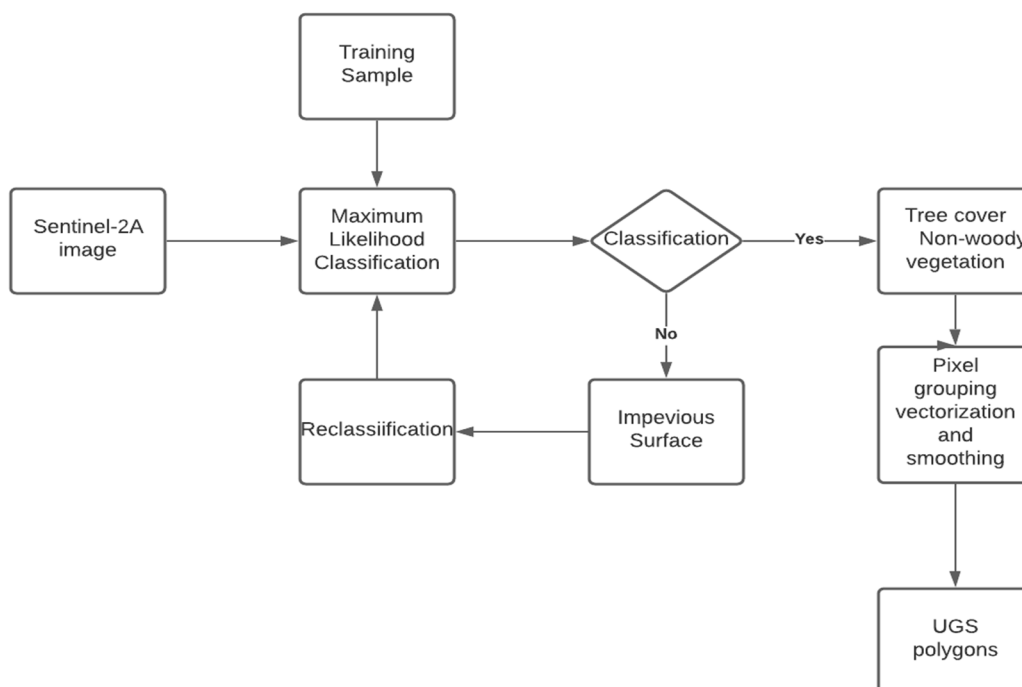 Training
Sample
Sentinel-2A
image
Maximum
Likelihood
Classification
Classification
Yes
Tree cover
Non-woody
vegetation
No
Reclassiification
Impevious
Surface
Pixel
grouping
vectorization
and
smoothing
UGS
polygons